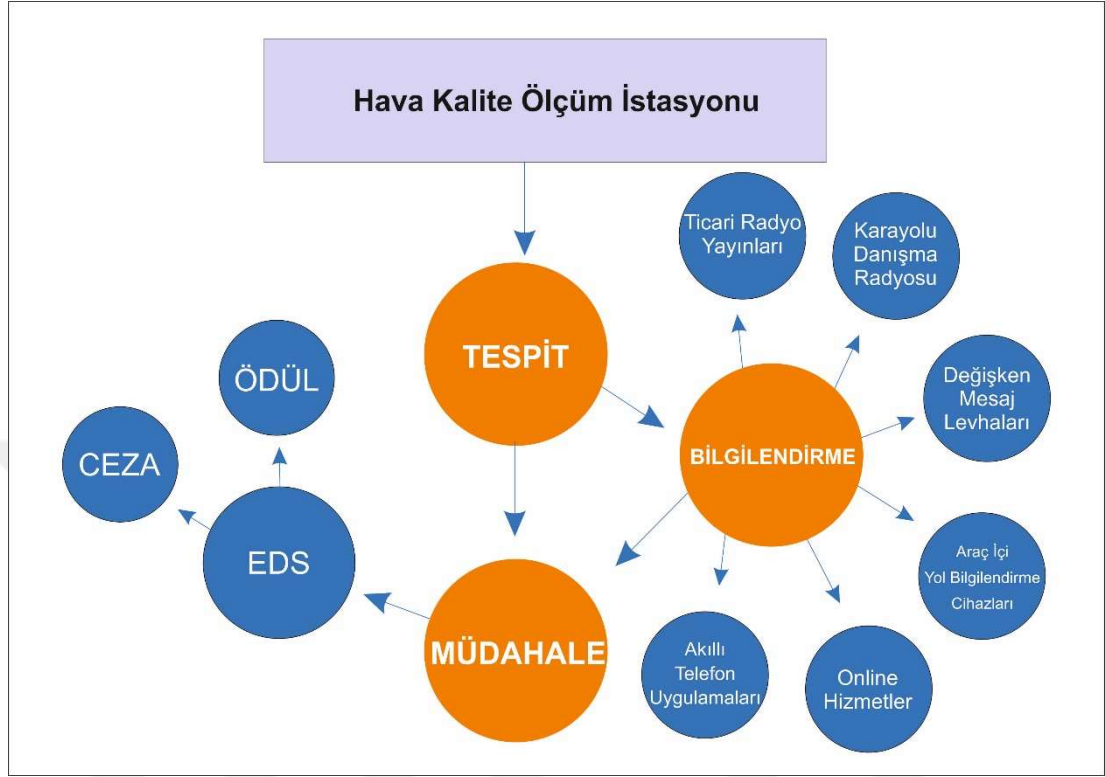 Hava Kalite Ölçüm İstasyonu
Ticari Radyo
Yayınları
Karayolu
Danışma
Radyosu
TESPİT
ÖDÜL
Değişken
Mesaj
Levhaları
CEZA
BİLGİLENDİRME
EDS
Araç İçi
Yol Bilgilendirme
Cihazları
MÜDAHALE
Akıllı
Telefon
Uygulamaları
Online
Hizmetler